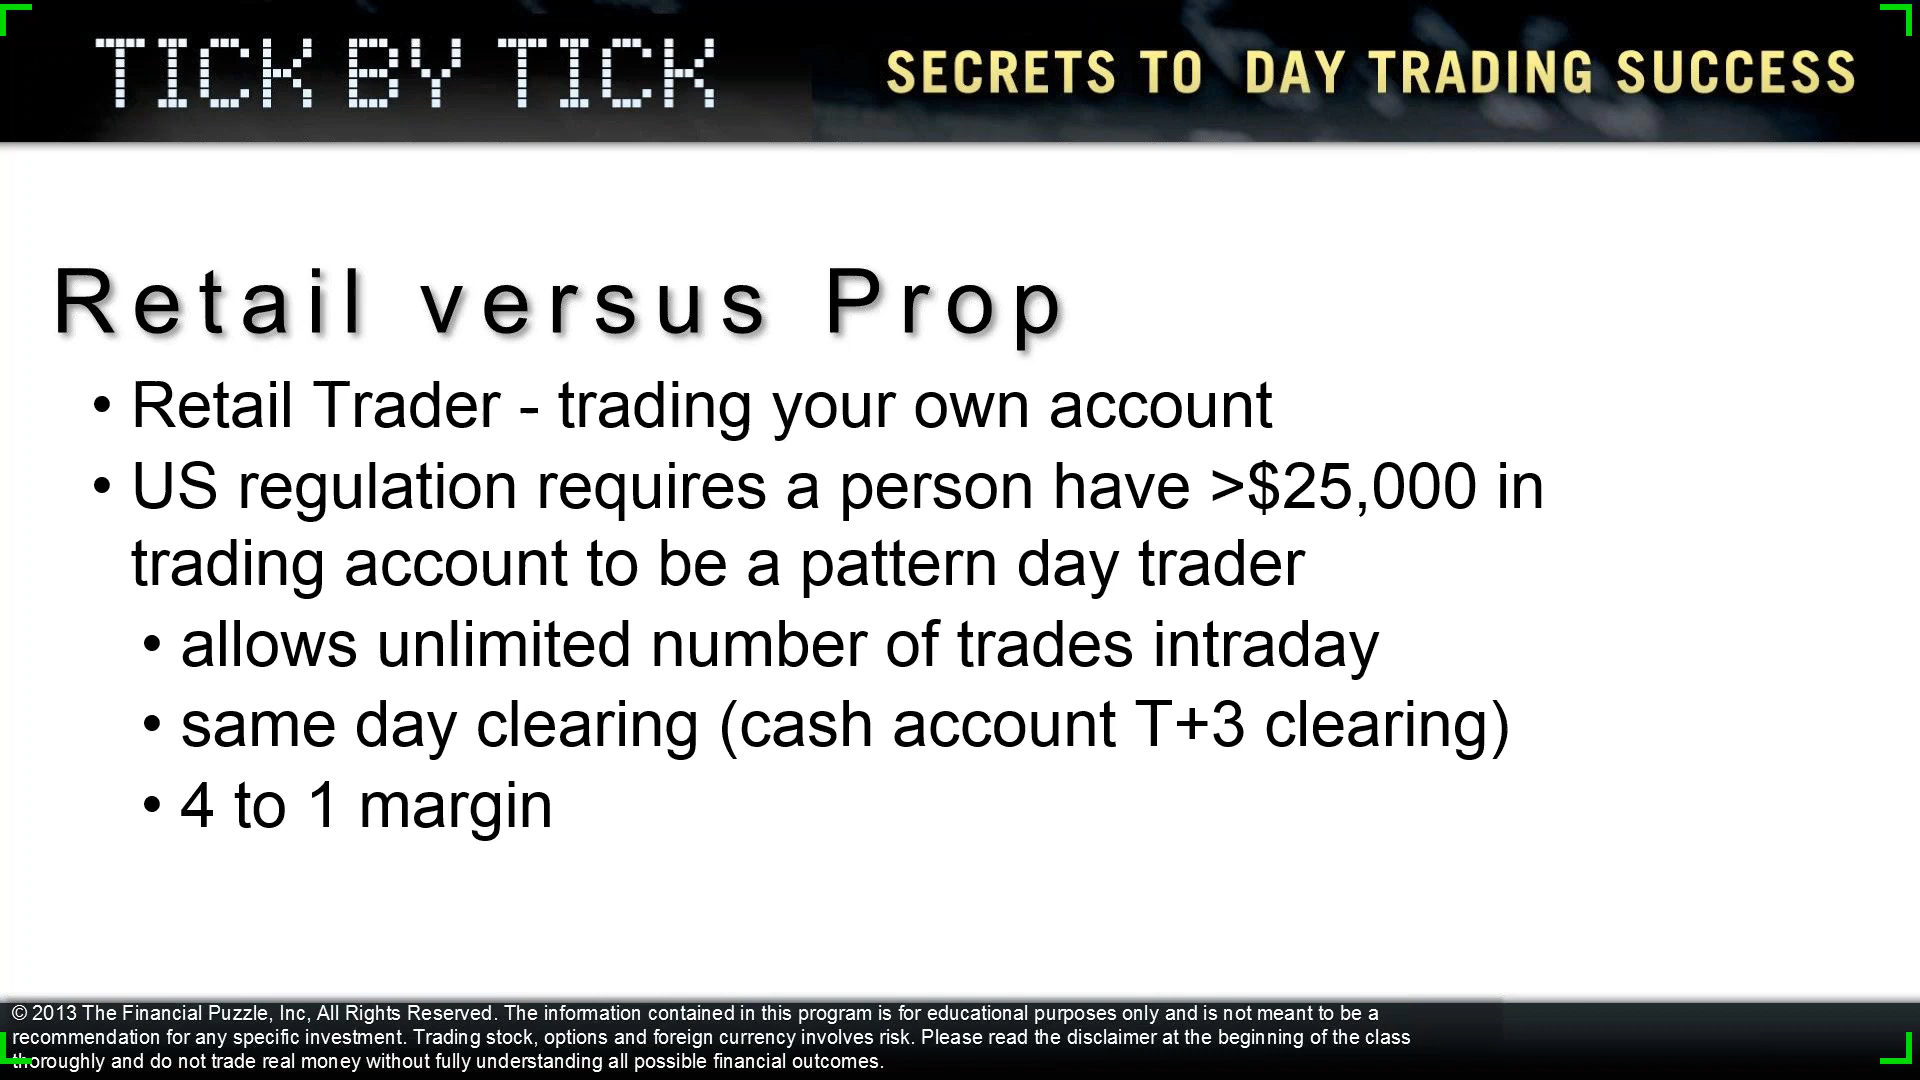 TICK BY TICK
SECRETS TO DAY TRADING SUCCESS
Retail versus Prop
• Retail Trader - trading your own account
• US regulation requires a person have >$25,000 in
trading account to be a pattern day trader
• allows unlimited number of trades intraday
• same day clearing (cash account T+3 clearing)
• 4 to 1 margin
© 2013 The Financial Puzzle, Inc, All Rights Reserved. The information contained in this program is for educational purposes only and is not meant to be a
recommendation for any specific investment. Trading stock, options and foreign currency involves risk. Please read the disclaimer at the beginning of the class
thoroughly and do not trade real money without fully understanding all possible financial outcomes.